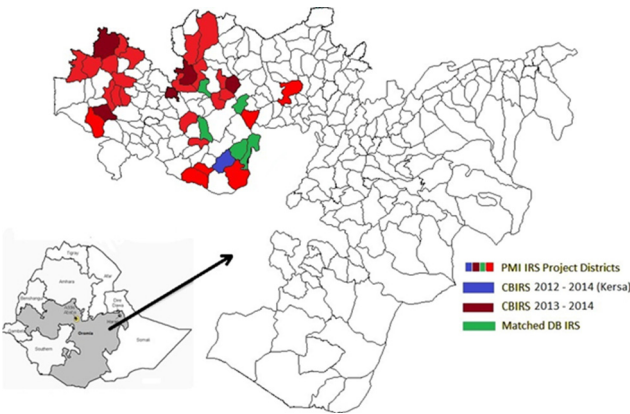 PMI IRS Project Districts
CBIRS 2012 - 2014 (Kersa)
CBIRS 2013 - 2014
Matched DB IRS
Tigray
Afar
Amhara
Dire
Dawa
Oromia
Somali
Southern